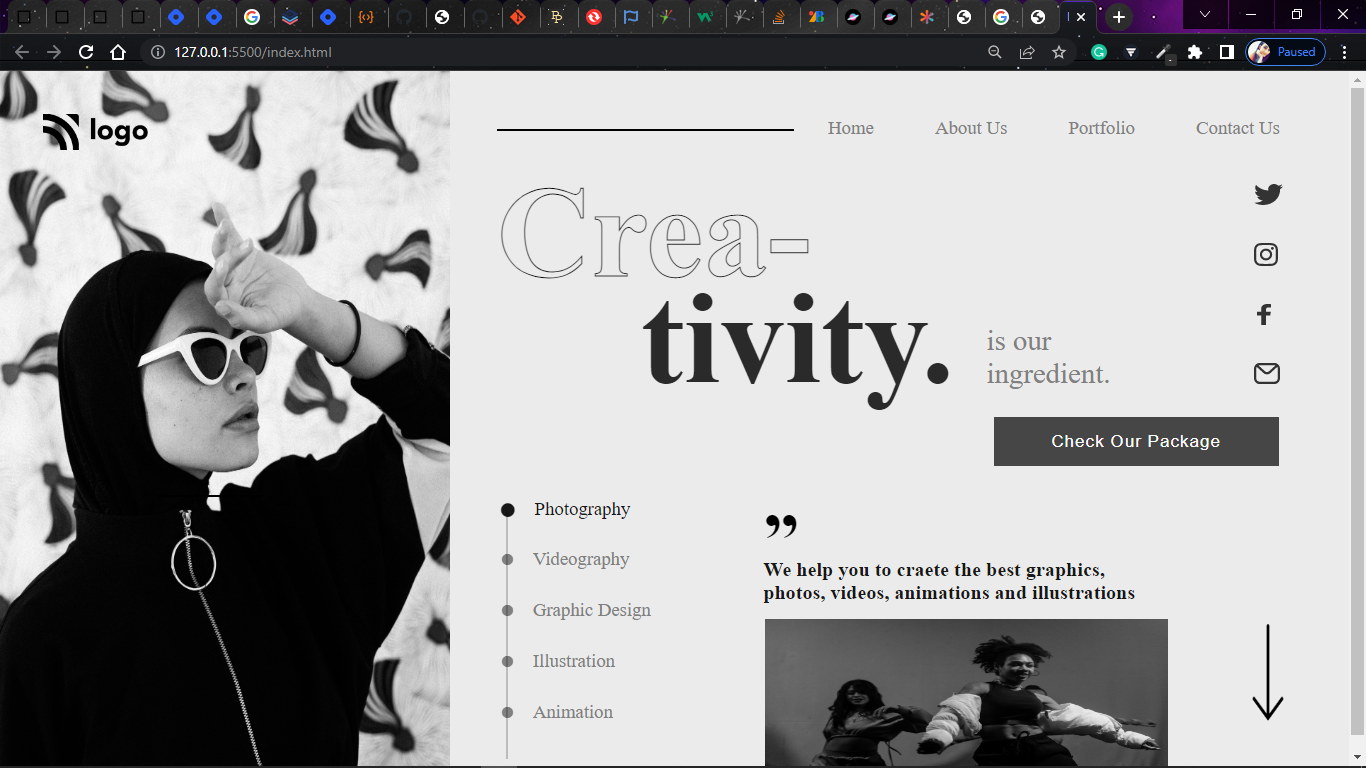 127.0.0.1:5500/index.html
Paused
logo
Home About Us Portfolio Contact Us
Crea-
tivity.
is our
ingredient.
Check Our Package
Photography
Videography
Graphic Design
Illustration
Animation
”
We help you to craete the best graphics,
photos, videos, animations and illustrations